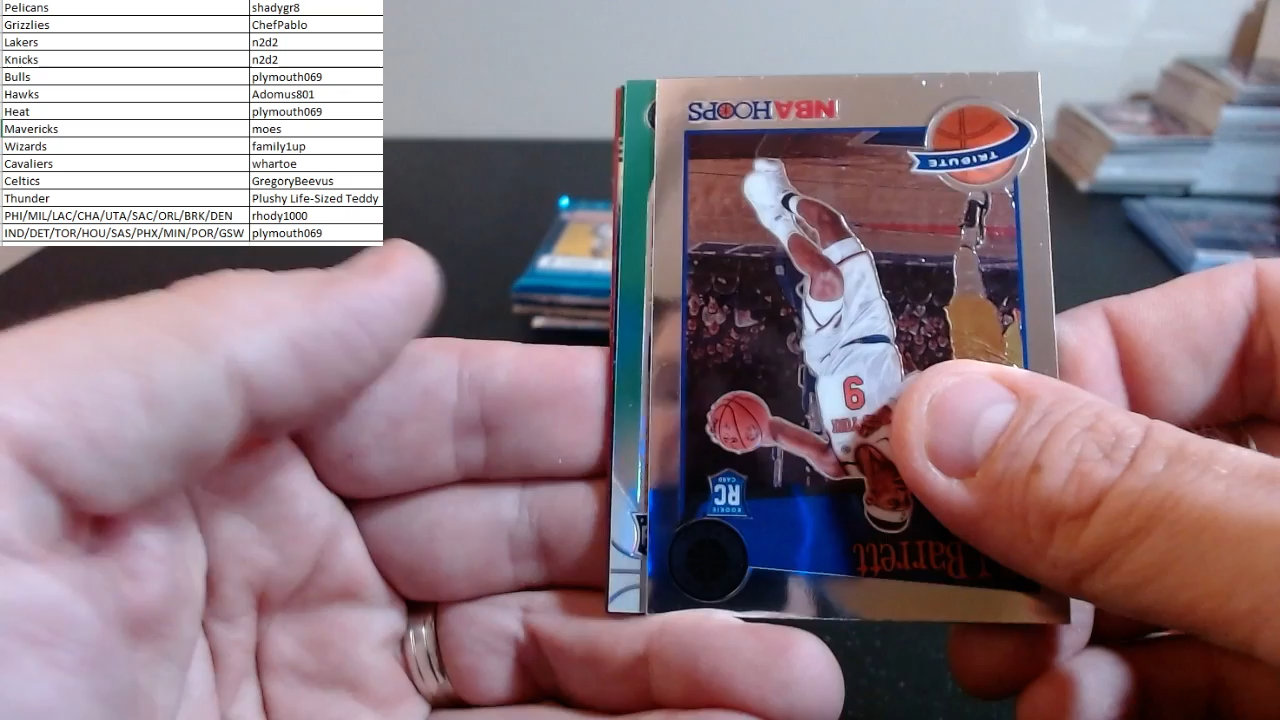 Pelicans shadygr8
Grizzlies ChefPablo
Lakers n2d2
Knicks n2d2
Bulls plymouth069
Hawks Adomus801
Heat plymouth069
Mavericks moes
Wizards family1up
Cavaliers whartoe
Celtics GregoryBeevus
Thunder Plushy Life-Sized Teddy
PHI/MIL/LAC/CHA/UTA/SAC/ORL/BRK/DEN rhody1000
IND/DET/TOR/HOU/SAS/PHX/MIN/POR/GSW plymouth069
NBA HOOPS
TRIBUTE
9
RC
ROOKIE
CARD
Barrett